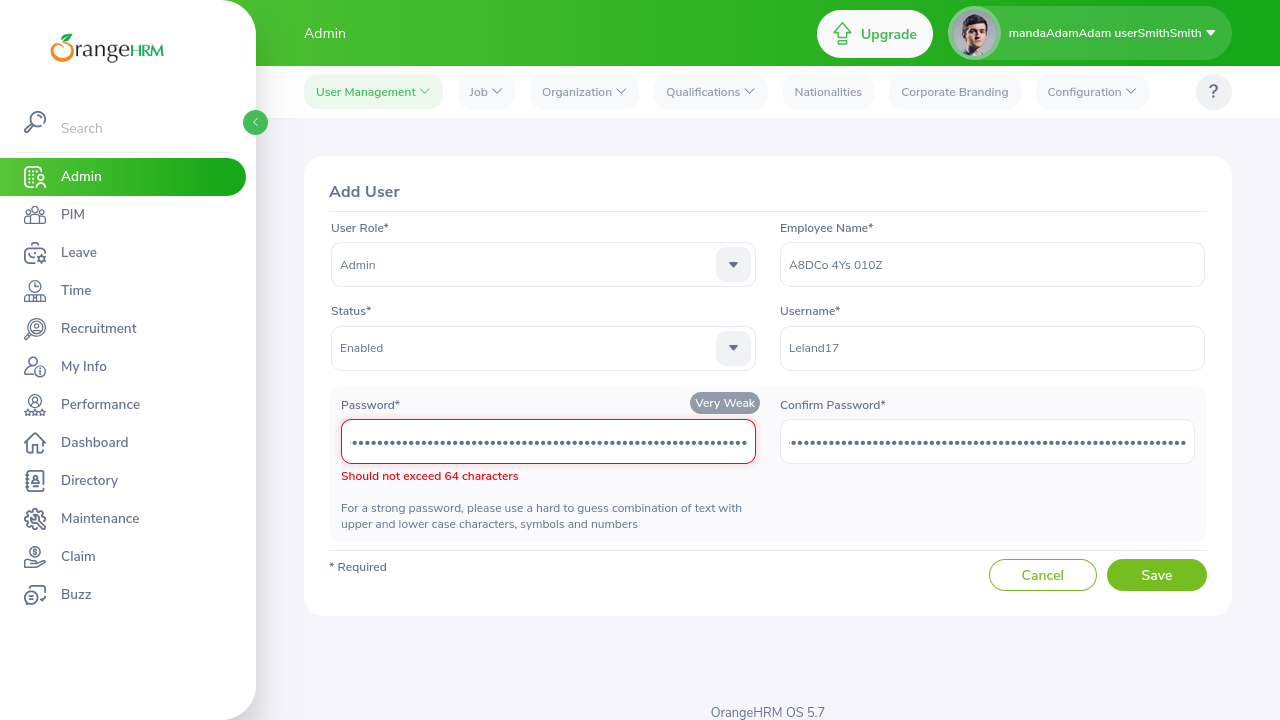 OrangeHRM
Search
Admin
PIM
Leave
Time
Recruitment
My Info
Performance
Dashboard
Directory
Maintenance
Claim
Buzz
Admin
Upgrade
mandaAdamAdam userSmithSmith
User Management
Job
Organization
Qualifications
Nationalities
Corporate Branding
Configuration
?
Add User
User Role*
Employee Name*
Admin
A8DCo 4Ys 010Z
Status*
Username*
Enabled
Leland17
Password*
Very Weak
Confirm Password*
Should not exceed 64 characters
For a strong password, please use a hard to guess combination of text with
upper and lower case characters, symbols and numbers
* Required
Cancel
Save
OrangeHRM OS 5.7